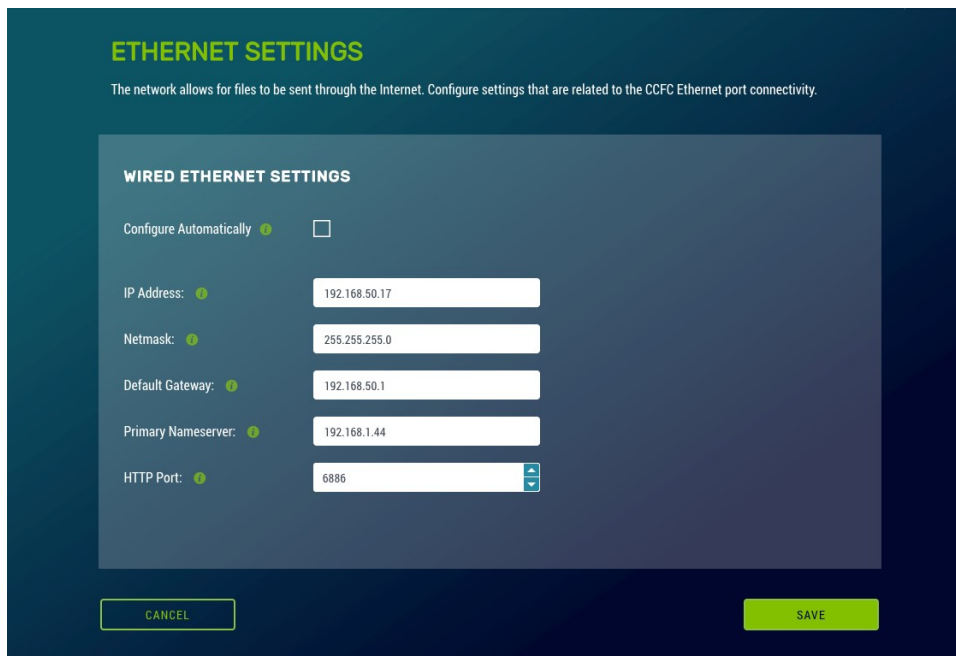 ETHERNET SETTINGS
The network allows for files to be sent through the Internet. Configure settings that are related to the CCFC Ethernet port connectivity.
WIRED ETHERNET SETTINGS
Configure Automatically i
IP Address: i 192.168.50.17
Netmask: i 255.255.255.0
Default Gateway: i 192.168.50.1
Primary Nameserver: i 192.168.1.44
HTTP Port: i 6886
CANCEL SAVE